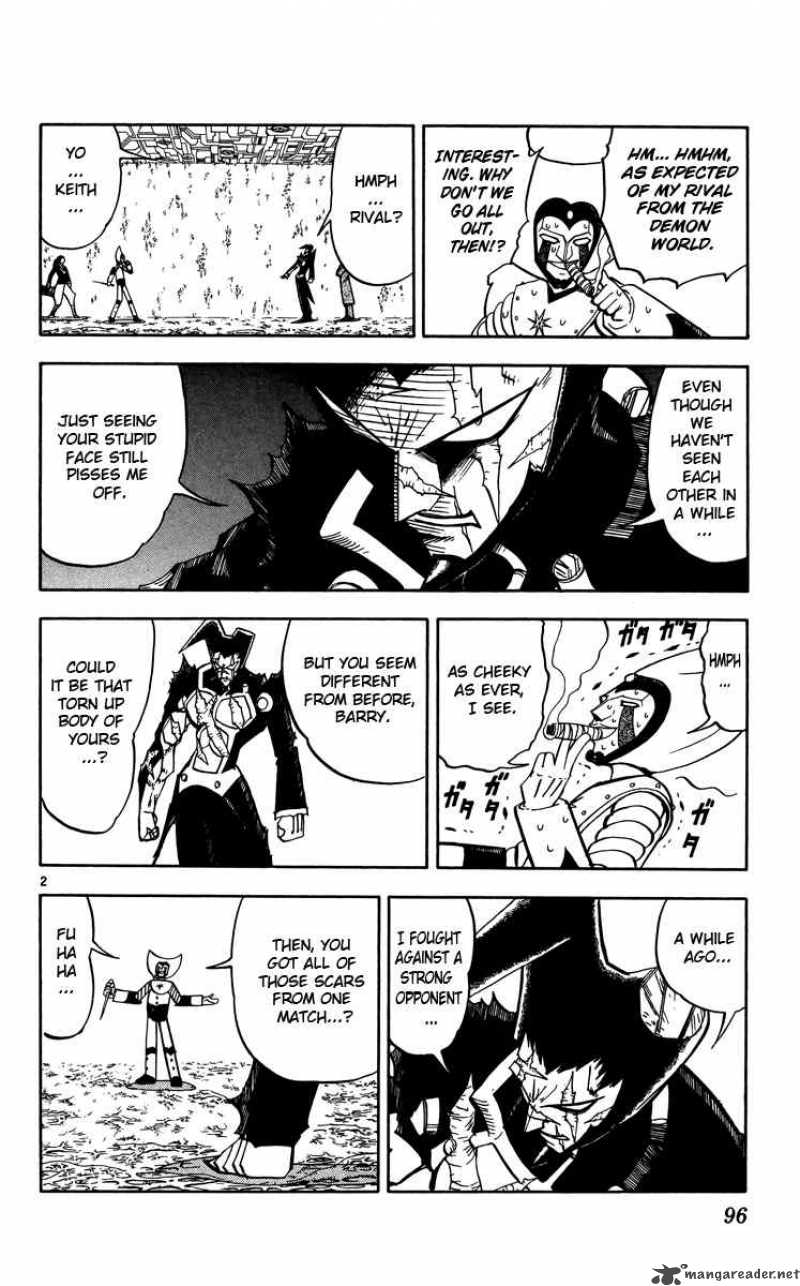 HM... HMHM,
AS EXPECTED
OF MY RIVAL
FROM THE
DEMON
WORLD.
INTEREST-
ING. WHY
DON'T WE
GO ALL
OUT,
THEN!?
HMPH
...
RIVAL?
YO
...
KEITH
...
EVEN
THOUGH
WE
HAVEN'T
SEEN
EACH
OTHER IN
A WHILE
...
JUST SEEING
YOUR STUPID
FACE STILL
PISSES ME
OFF.
HMPH
...
ガタ
ガタ
AS CHEEKY
AS EVER,
I SEE.
ガタ
ガタ
BUT YOU SEEM
DIFFERENT
FROM BEFORE,
BARRY.
COULD
IT BE THAT
TORN UP
BODY OF
YOURS
...?
2
A WHILE
AGO...
I FOUGHT
AGAINST A
STRONG
OPPONENT
...
THEN, YOU
GOT ALL OF
THOSE SCARS
FROM ONE
MATCH...?
FU
HA
HA
...
96
mangareader.net